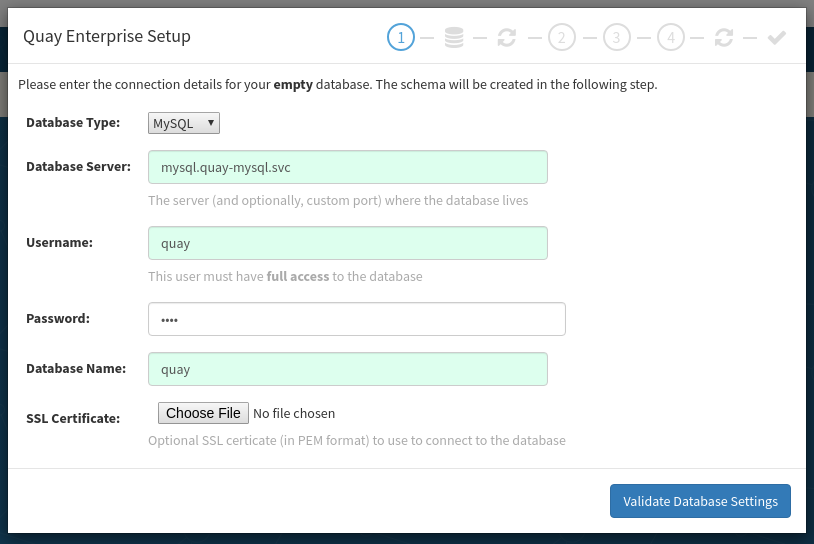 Quay Enterprise Setup
1 2 3 4
Please enter the connection details for your empty database. The schema will be created in the following step.
Database Type: MySQL
Database Server: mysql.quay-mysql.svc
The server (and optionally, custom port) where the database lives
Username: quay
This user must have full access to the database
Password: ••••
Database Name: quay
SSL Certificate: Choose File No file chosen
Optional SSL certicate (in PEM format) to use to connect to the database
Validate Database Settings